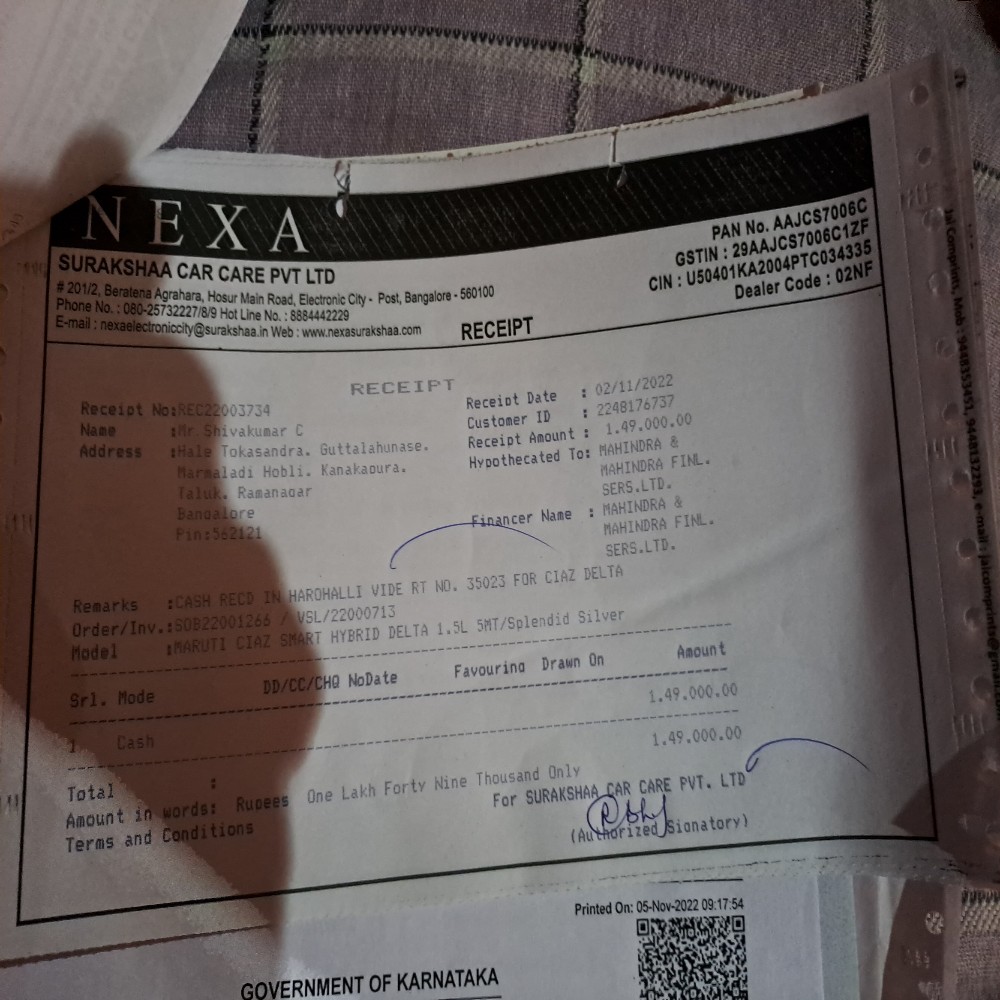 NEXA
SURAKSHAA CAR CARE PVT LTD
# 201/2, Beratena Agrahara, Hosur Main Road, Electronic City - Post, Bangalore - 560100
Phone No. : 080-25732227/8/9 Hot Line No. : 8884442229
E-mail : nexaelectroniccity@surakshaa.in Web : www.nexasurakshaa.com
PAN No. AAJCS7006C
GSTIN : 29AAJCS7006C1ZF
CIN : U50401KA2004PTC034335
Dealer Code : 02NF
RECEIPT
RECEIPT
Receipt No:REC22003734
Name :Mr Shivakumar C
Address :Hale Tokasandra. Guttalahunase.
Marmaladi Hobli. Kanakapura.
Taluk. Ramanagar
Bangalore
Pin:562121
Receipt Date : 02/11/2022
Customer ID : 2248176737
Receipt Amount : 1.49.000.00
Hypothecated To: MAHINDRA &
MAHINDRA FINL.
SERS.LTD.
Financer Name : MAHINDRA &
MAHINDRA FINL.
SERS.LTD.
Remarks :CASH RECD IN HAROHALLI VIDE RT NO. 35023 FOR CIAZ DELTA
Order/Inv.:SOB22001266 / VSL/22000713
Model :MARUTI CIAZ SMART HYBRID DELTA 1.5L 5MT/Splendid Silver
Srl. Mode DD/CC/CHQ NoDate Favouring Drawn On Amount
1 Cash 1.49.000.00
Total : 1.49.000.00
Amount in words: Rupees One Lakh Forty Nine Thousand Only
Terms and Conditions
For SURAKSHAA CAR CARE PVT. LTD
(Authorized Signatory)
Printed On: 05-Nov-2022 09:17:54
GOVERNMENT OF KARNATAKA